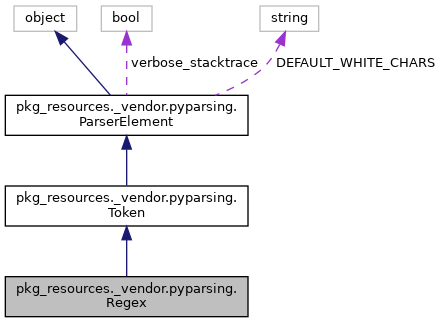 object
bool
string
verbose_stacktrace
DEFAULT_WHITE_CHARS
pkg_resources._vendor.pyparsing.
ParserElement
pkg_resources._vendor.pyparsing.
Token
pkg_resources._vendor.pyparsing.
Regex